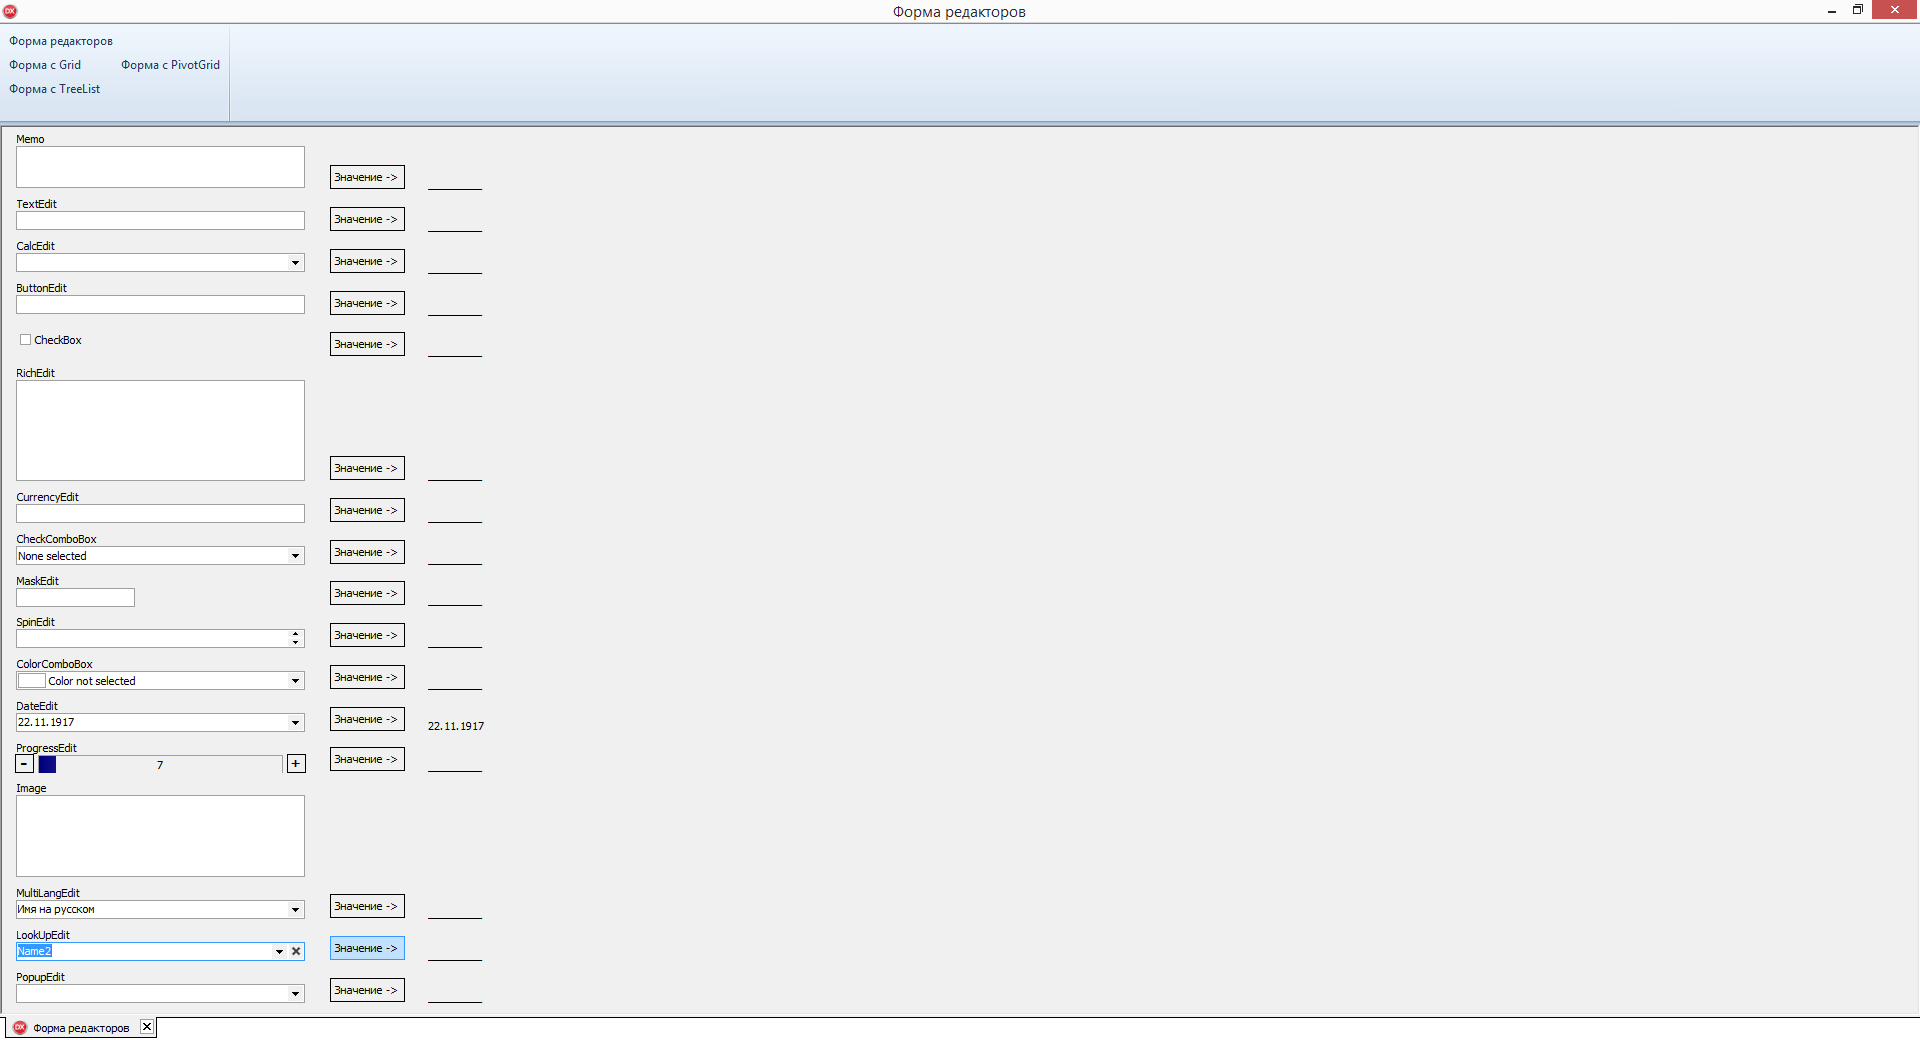 DX Форма редакторов
Форма редакторов
Форма с Grid Форма с PivotGrid
Форма с TreeList
Memo
Значение ->
TextEdit
Значение ->
CalcEdit
Значение ->
ButtonEdit
Значение ->
CheckBox Значение ->
RichEdit
Значение ->
CurrencyEdit
Значение ->
CheckComboBox
None selected Значение ->
MaskEdit
Значение ->
SpinEdit
Значение ->
ColorComboBox
Color not selected Значение ->
DateEdit
22.11.1917 Значение -> 22.11.1917
ProgressEdit
- 7 + Значение ->
Image
MultiLangEdit
Имя на русском Значение ->
LookUpEdit
Name2 Значение ->
PopupEdit
Значение ->
DX Форма редакторов